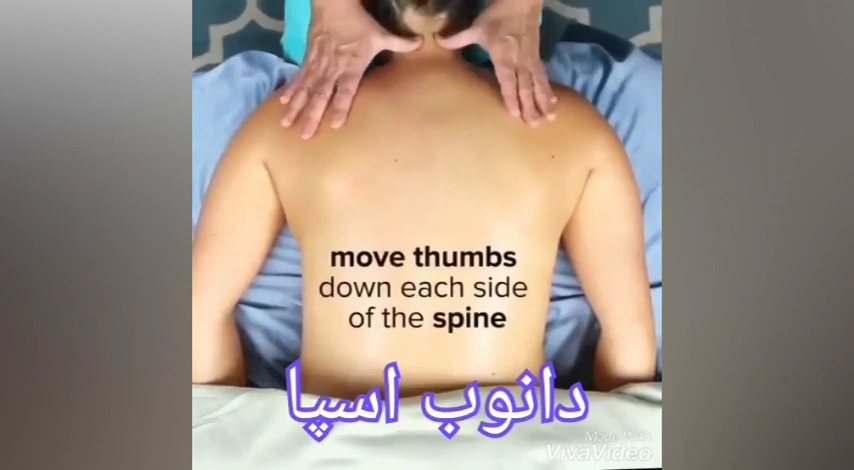 move thumbs
down each side
of the spine
دانوب اسپا
Made With
VivaVideo